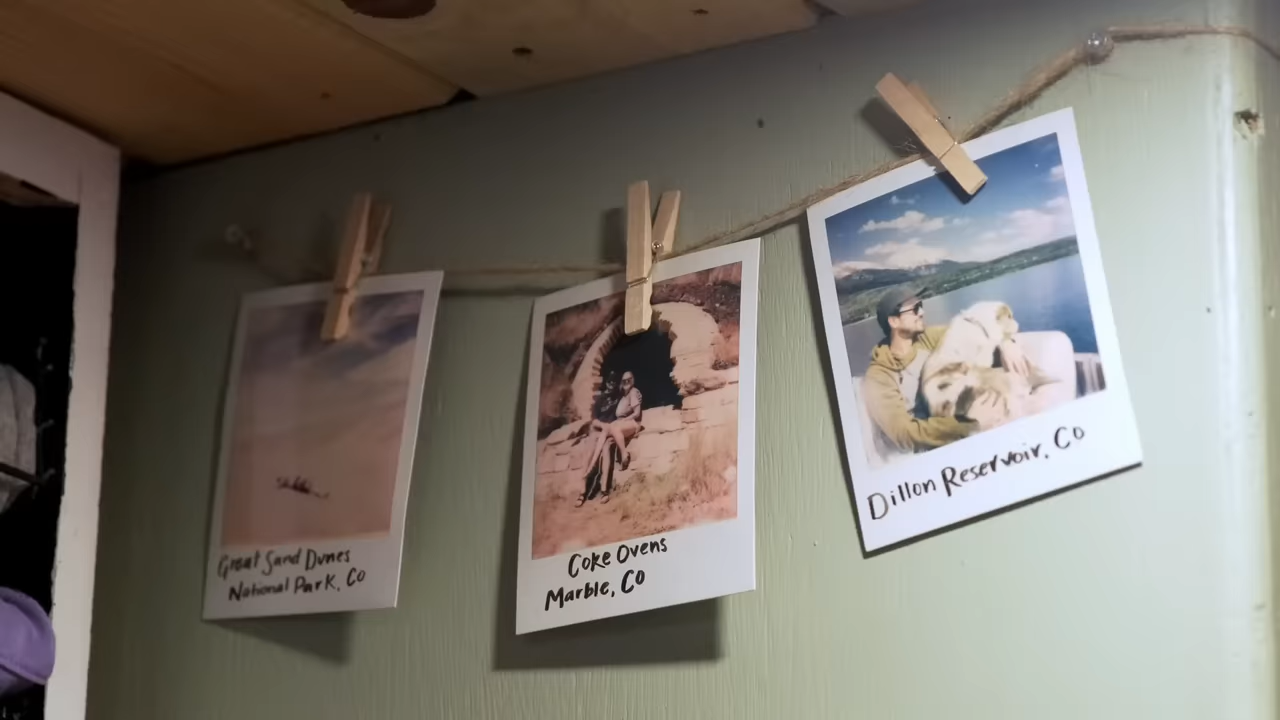 Great Sand Dunes
National Park, Co
Coke Ovens
Marble, Co
Dillon Reservoir, Co